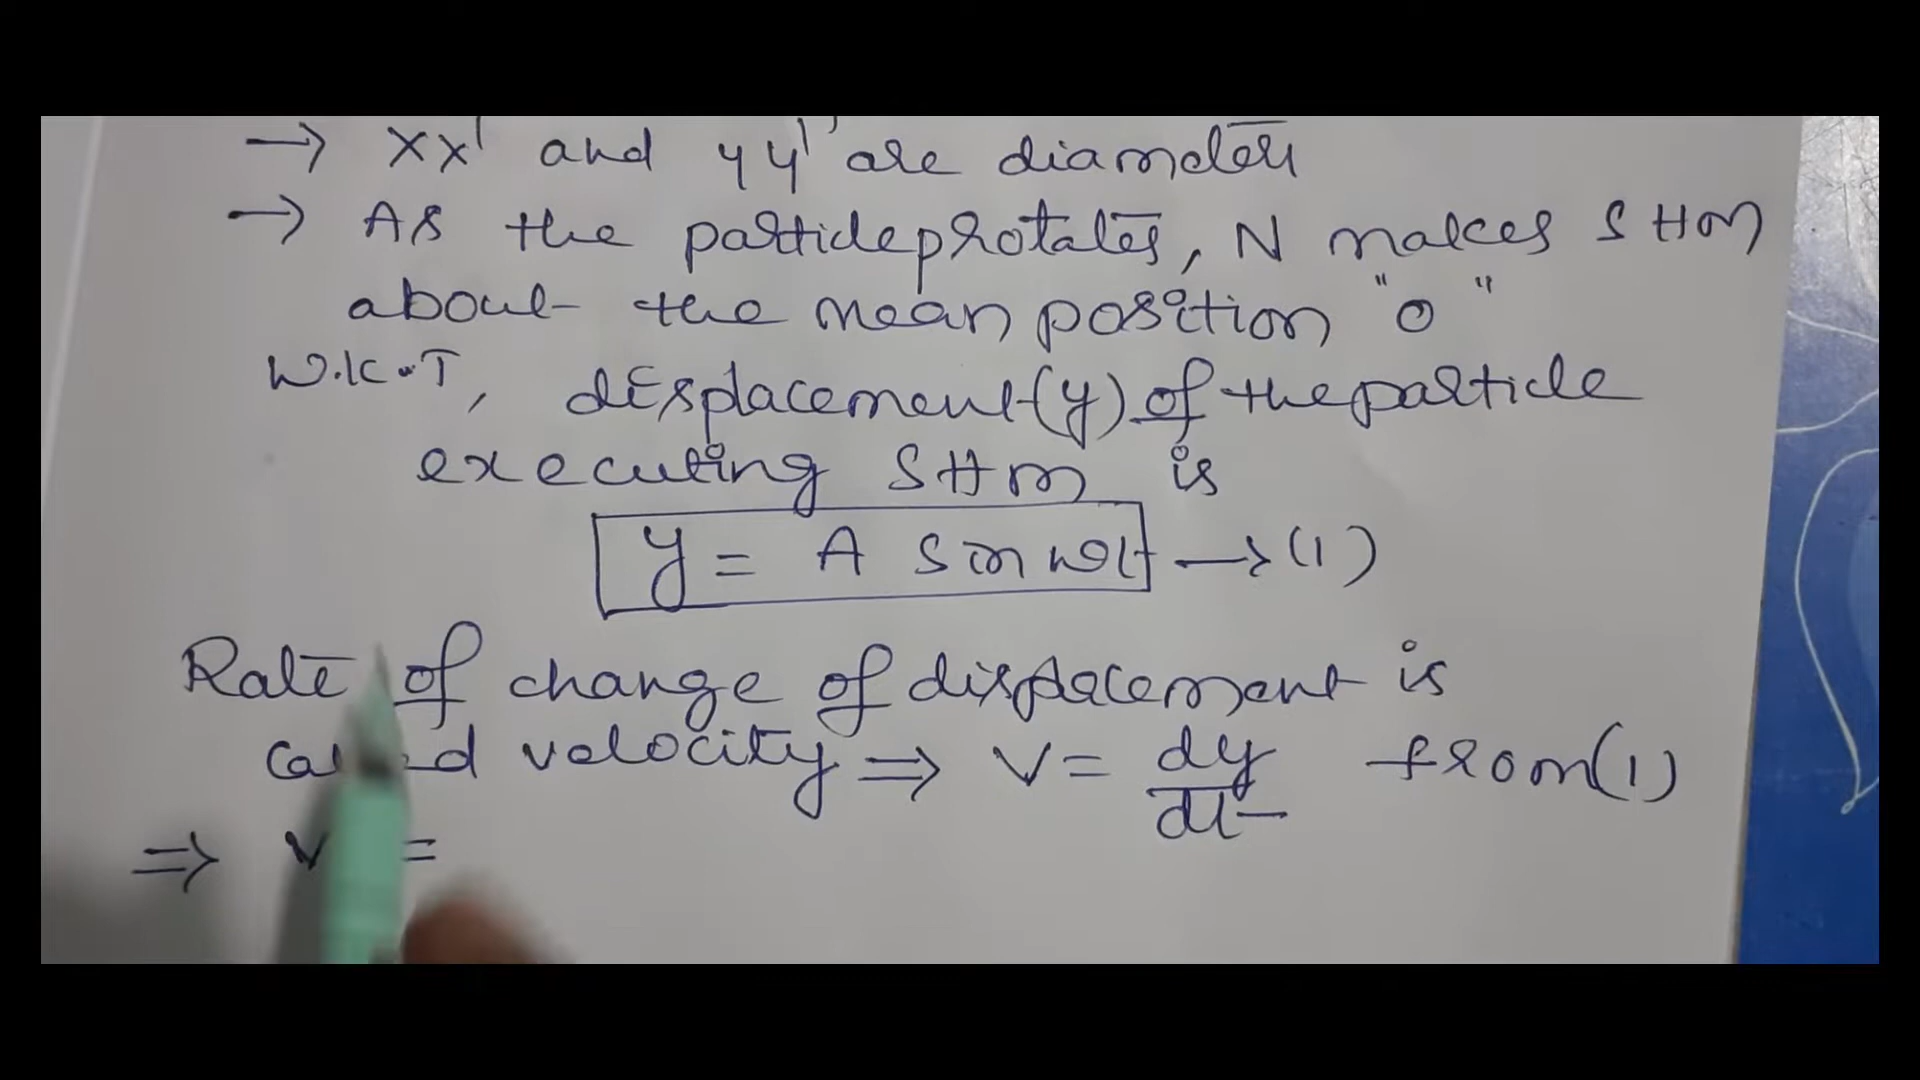 → XX' and YY' are diameters
→ As the particle p rotates, N makes SHM
about the mean position "O"
W.K.T, displacement (y) of the particle
executing SHM is
y = A sin ωt → (1)
Rate of change of displacement is
called velocity ⇒ V = dy/dt from (1)
⇒ V =